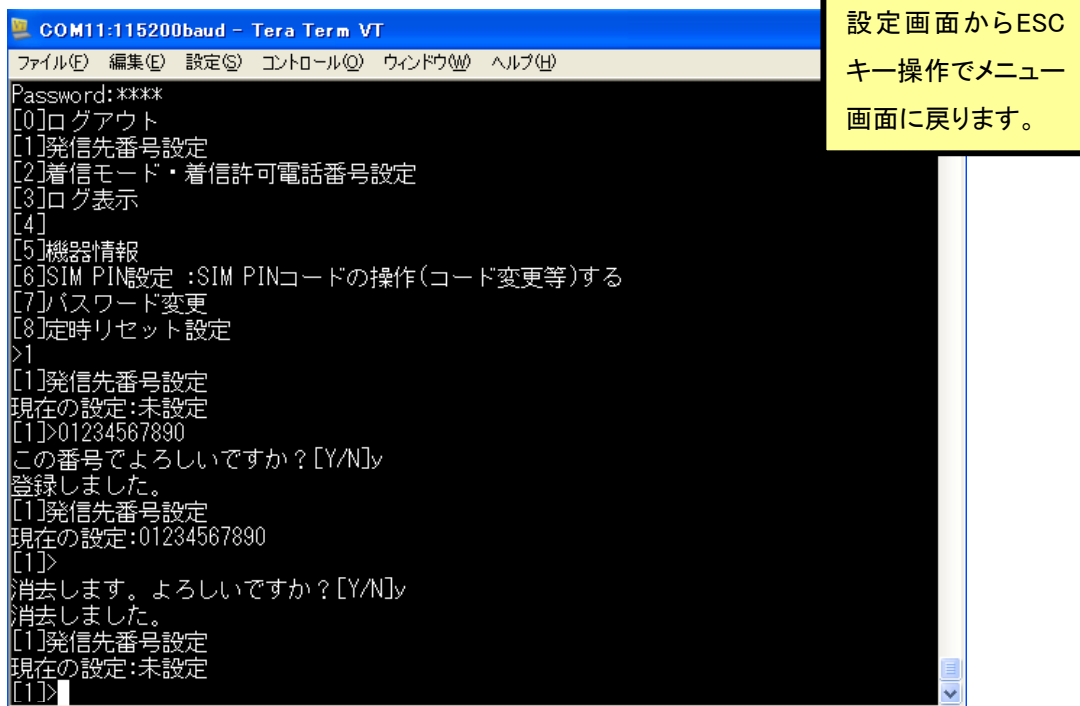 COM11:115200baud - Tera Term VT
ファイル(F) 編集(E) 設定(S) コントロール(O) ウィンドウ(W) ヘルプ(H)
設定画面からESC
キー操作でメニュー
画面に戻ります。
Password:****
[0]ログアウト
[1]発信先番号設定
[2]着信モード・着信許可電話番号設定
[3]ログ表示
[4]
[5]機器情報
[6]SIM PIN設定 :SIM PINコードの操作(コード変更等)する
[7]パスワード変更
[8]定時リセット設定
>1
[1]発信先番号設定
現在の設定:未設定
[1]>01234567890
この番号でよろしいですか?[Y/N]y
登録しました。
[1]発信先番号設定
現在の設定:01234567890
[1]>
消去します。よろしいですか?[Y/N]y
消去しました。
[1]発信先番号設定
現在の設定:未設定
[1]>